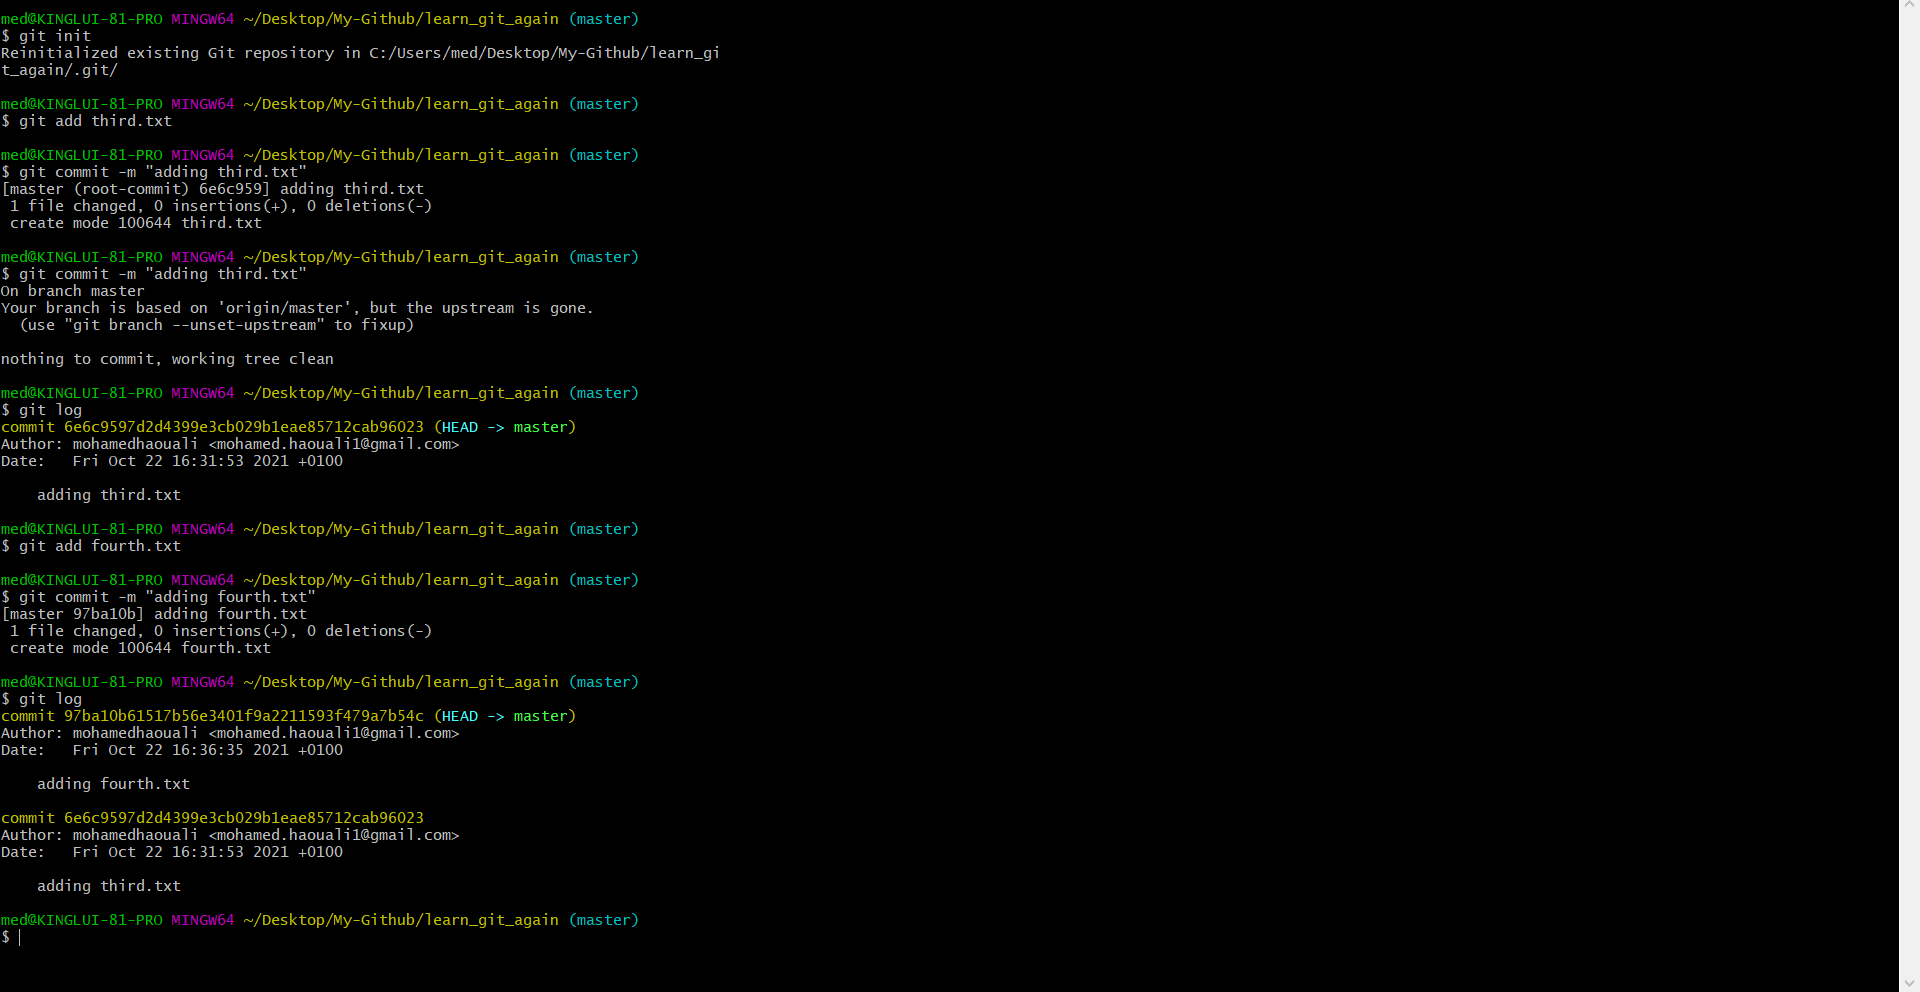 med@KINGLUI-81-PRO MINGW64 ~/Desktop/My-Github/learn_git_again (master)
$ git init
Reinitialized existing Git repository in C:/Users/med/Desktop/My-Github/learn_gi
t_again/.git/

med@KINGLUI-81-PRO MINGW64 ~/Desktop/My-Github/learn_git_again (master)
$ git add third.txt

med@KINGLUI-81-PRO MINGW64 ~/Desktop/My-Github/learn_git_again (master)
$ git commit -m "adding third.txt"
[master (root-commit) 6e6c959] adding third.txt
 1 file changed, 0 insertions(+), 0 deletions(-)
 create mode 100644 third.txt

med@KINGLUI-81-PRO MINGW64 ~/Desktop/My-Github/learn_git_again (master)
$ git commit -m "adding third.txt"
On branch master
Your branch is based on 'origin/master', but the upstream is gone.
  (use "git branch --unset-upstream" to fixup)

nothing to commit, working tree clean

med@KINGLUI-81-PRO MINGW64 ~/Desktop/My-Github/learn_git_again (master)
$ git log
commit 6e6c9597d2d4399e3cb029b1eae85712cab96023 (HEAD -> master)
Author: mohamedhaouali <mohamed.haouali1@gmail.com>
Date:   Fri Oct 22 16:31:53 2021 +0100

    adding third.txt

med@KINGLUI-81-PRO MINGW64 ~/Desktop/My-Github/learn_git_again (master)
$ git add fourth.txt

med@KINGLUI-81-PRO MINGW64 ~/Desktop/My-Github/learn_git_again (master)
$ git commit -m "adding fourth.txt"
[master 97ba10b] adding fourth.txt
 1 file changed, 0 insertions(+), 0 deletions(-)
 create mode 100644 fourth.txt

med@KINGLUI-81-PRO MINGW64 ~/Desktop/My-Github/learn_git_again (master)
$ git log
commit 97ba10b61517b56e3401f9a2211593f479a7b54c (HEAD -> master)
Author: mohamedhaouali <mohamed.haouali1@gmail.com>
Date:   Fri Oct 22 16:36:35 2021 +0100

    adding fourth.txt

commit 6e6c9597d2d4399e3cb029b1eae85712cab96023
Author: mohamedhaouali <mohamed.haouali1@gmail.com>
Date:   Fri Oct 22 16:31:53 2021 +0100

    adding third.txt

med@KINGLUI-81-PRO MINGW64 ~/Desktop/My-Github/learn_git_again (master)
$